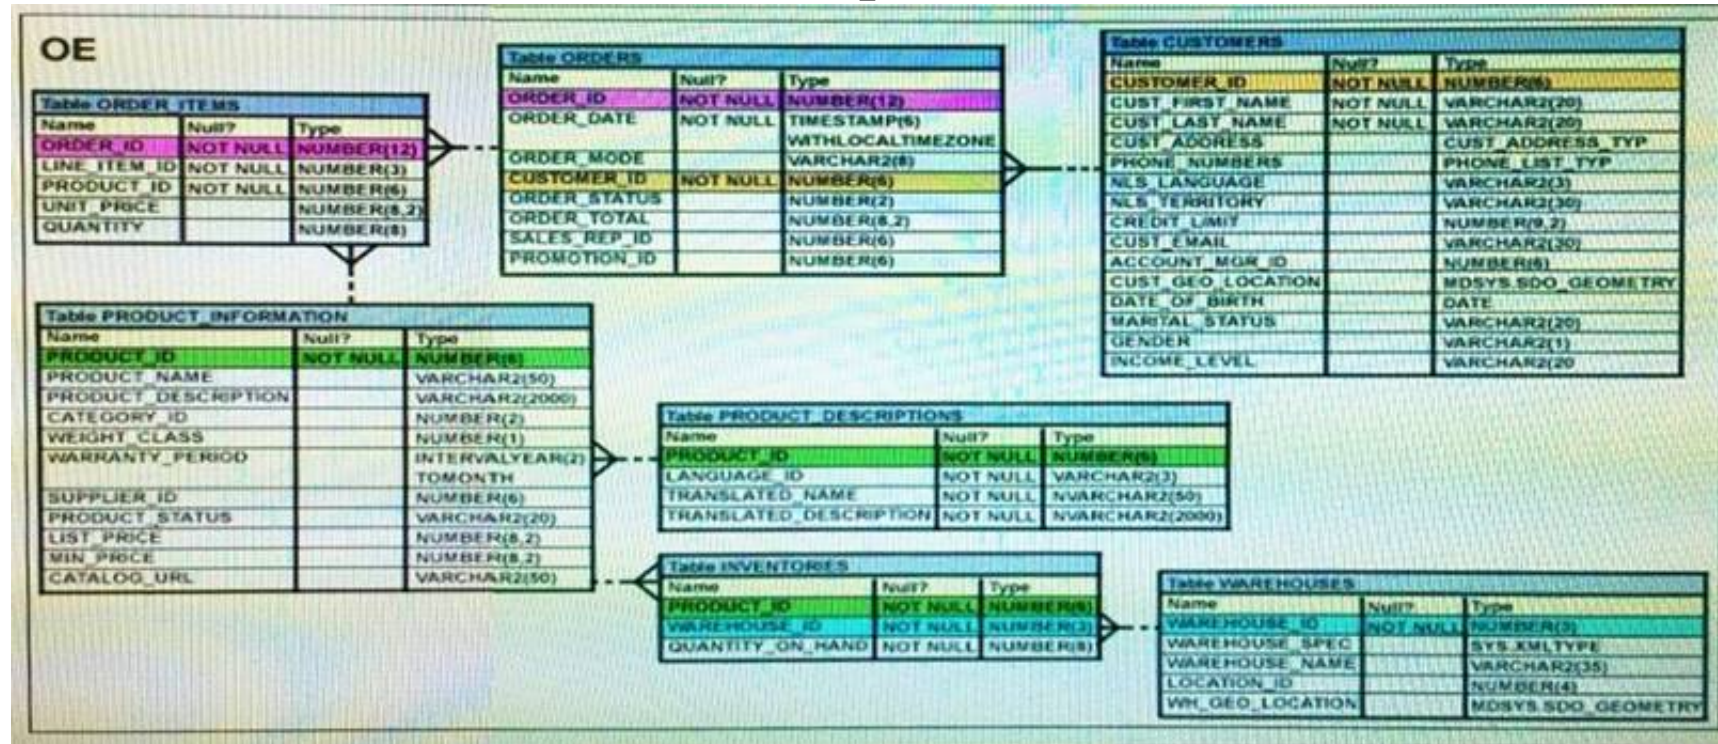 OE
Table ORDER_ITEMS
Name Null? Type
ORDER_ID NOT NULL NUMBER(12)
LINE_ITEM_ID NOT NULL NUMBER(3)
PRODUCT_ID NOT NULL NUMBER(6)
UNIT_PRICE NUMBER(8,2)
QUANTITY NUMBER(8)
Table ORDERS
Name Null? Type
ORDER_ID NOT NULL NUMBER(12)
ORDER_DATE NOT NULL TIMESTAMP(6)
WITHLOCALTIMEZONE
ORDER_MODE VARCHAR2(8)
CUSTOMER_ID NOT NULL NUMBER(6)
ORDER_STATUS NUMBER(2)
ORDER_TOTAL NUMBER(8,2)
SALES_REP_ID NUMBER(6)
PROMOTION_ID NUMBER(6)
Table CUSTOMERS
Name Null? Type
CUSTOMER_ID NOT NULL NUMBER(6)
CUST_FIRST_NAME NOT NULL VARCHAR2(20)
CUST_LAST_NAME NOT NULL VARCHAR2(20)
CUST_ADDRESS CUST_ADDRESS_TYP
PHONE_NUMBERS PHONE_LIST_TYP
NLS_LANGUAGE VARCHAR2(3)
NLS_TERRITORY VARCHAR2(30)
CREDIT_LIMIT NUMBER(9,2)
CUST_EMAIL VARCHAR2(30)
ACCOUNT_MGR_ID NUMBER(6)
CUST_GEO_LOCATION MDSYS.SDO_GEOMETRY
DATE_OF_BIRTH DATE
MARITAL_STATUS VARCHAR2(20)
GENDER VARCHAR2(1)
INCOME_LEVEL VARCHAR2(20
Table PRODUCT_INFORMATION
Name Null? Type
PRODUCT_ID NOT NULL NUMBER(6)
PRODUCT_NAME VARCHAR2(50)
PRODUCT_DESCRIPTION VARCHAR2(2000)
CATEGORY_ID NUMBER(2)
WEIGHT_CLASS NUMBER(1)
WARRANTY_PERIOD INTERVALYEAR(2)
TOMONTH
SUPPLIER_ID NUMBER(6)
PRODUCT_STATUS VARCHAR2(20)
LIST_PRICE NUMBER(8,2)
MIN_PRICE NUMBER(8,2)
CATALOG_URL VARCHAR2(50)
Table PRODUCT_DESCRIPTIONS
Name Null? Type
PRODUCT_ID NOT NULL NUMBER(6)
LANGUAGE_ID NOT NULL VARCHAR2(3)
TRANSLATED_NAME NOT NULL NVARCHAR2(50)
TRANSLATED_DESCRIPTION NOT NULL NVARCHAR2(2000)
Table INVENTORIES
Name Null? Type
PRODUCT_ID NOT NULL NUMBER(6)
WAREHOUSE_ID NOT NULL NUMBER(3)
QUANTITY_ON_HAND NOT NULL NUMBER(8)
Table WAREHOUSES
Name Null? Type
WAREHOUSE_ID NOT NULL NUMBER(3)
WAREHOUSE_SPEC SYS.XMLTYPE
WAREHOUSE_NAME VARCHAR2(35)
LOCATION_ID NUMBER(4)
WH_GEO_LOCATION MDSYS.SDO_GEOMETRY